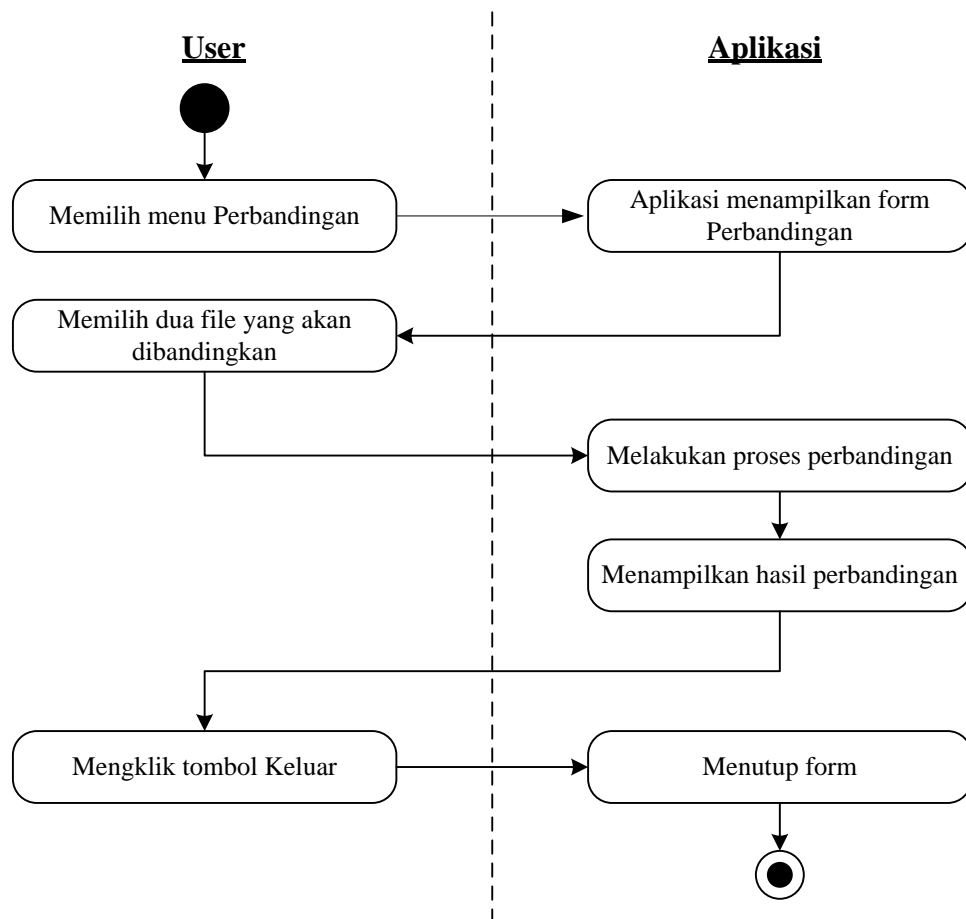 User
Aplikasi
Memilih menu Perbandingan
Aplikasi menampilkan form
Perbandingan
Memilih dua file yang akan
dibandingkan
Melakukan proses perbandingan
Menampilkan hasil perbandingan
Mengklik tombol Keluar
Menutup form